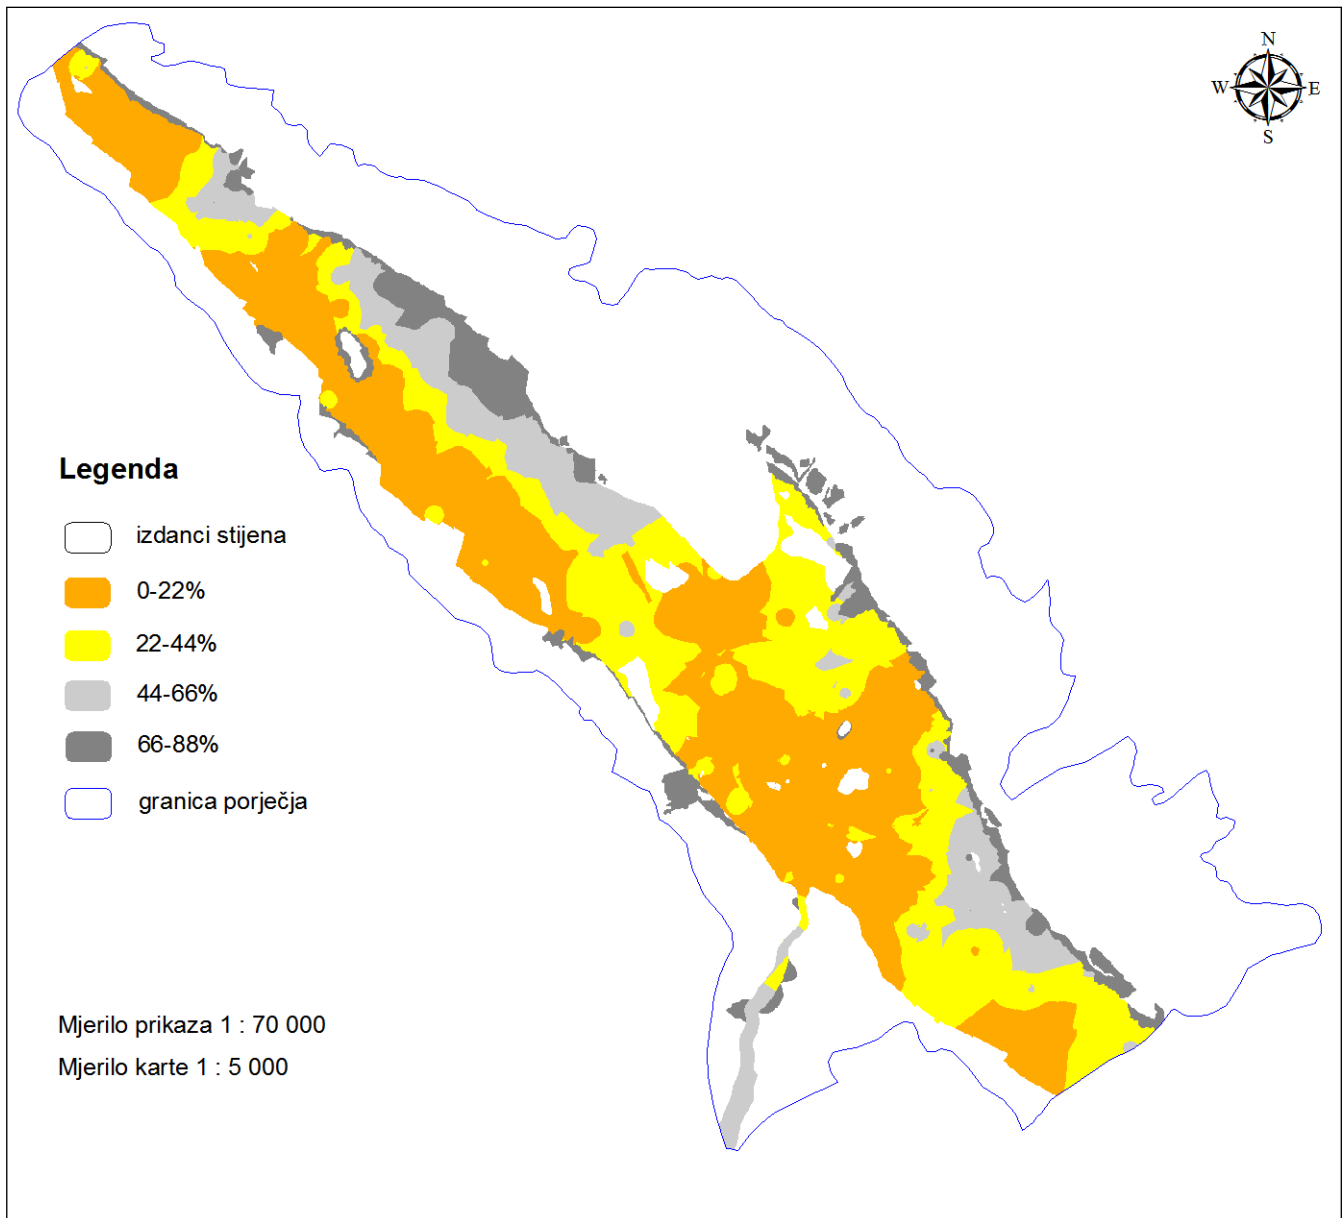 N
W E
S
Legenda
izdanci stijena
0-22%
22-44%
44-66%
66-88%
granica porječja
Mjerilo prikaza 1 : 70 000
Mjerilo karte 1 : 5 000